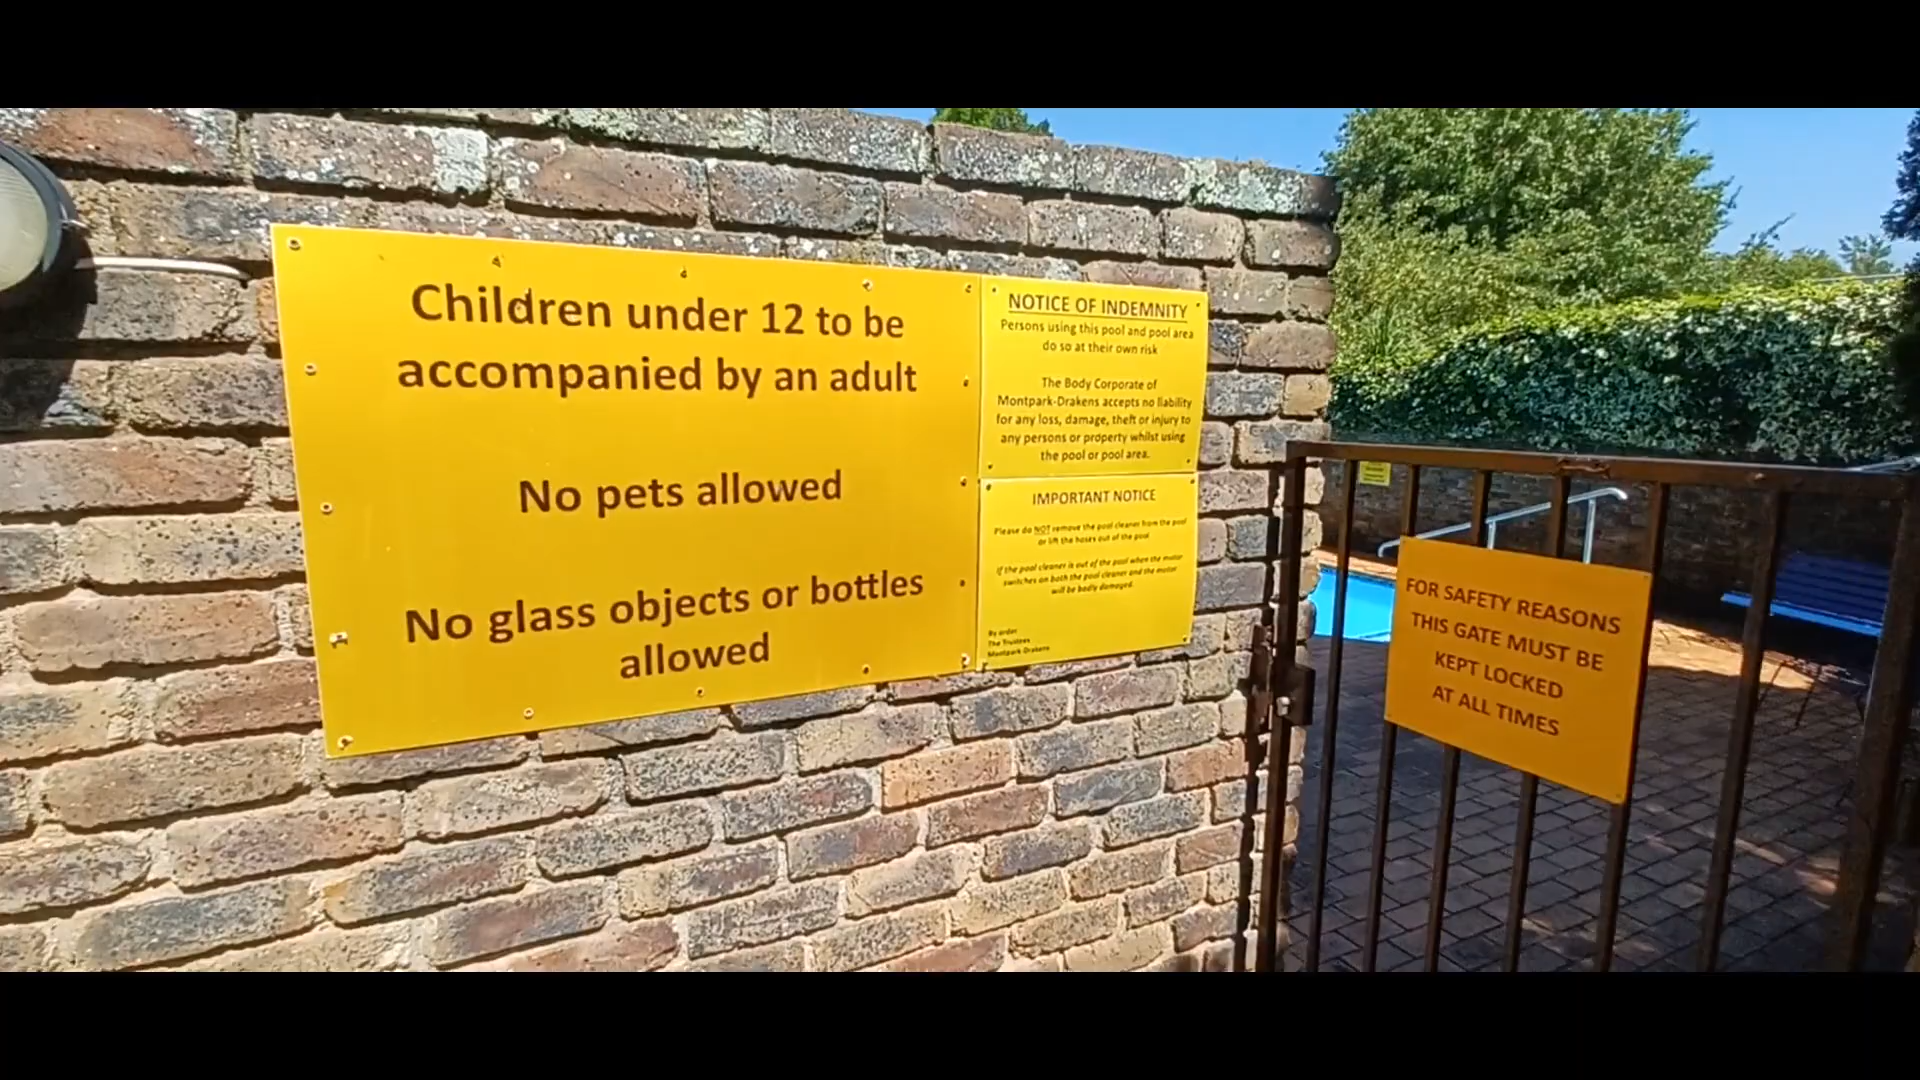 Children under 12 to be
accompanied by an adult
No pets allowed
No glass objects or bottles
allowed
NOTICE OF INDEMNITY
Persons using this pool and pool area
do so at their own risk
The Body Corporate of
Montpark-Drakens accepts no liability
for any loss, damage, theft or injury to
any persons or property whilst using
the pool or pool area.
IMPORTANT NOTICE
Please do NOT remove the pool cleaner from the pool
or lift the hoses out of the pool
If the pool cleaner is out of the pool when the motor
switches on both the pool cleaner and the motor
will be badly damaged.
By order
The Trustees
Montpark Drakens
FOR SAFETY REASONS
THIS GATE MUST BE
KEPT LOCKED
AT ALL TIMES